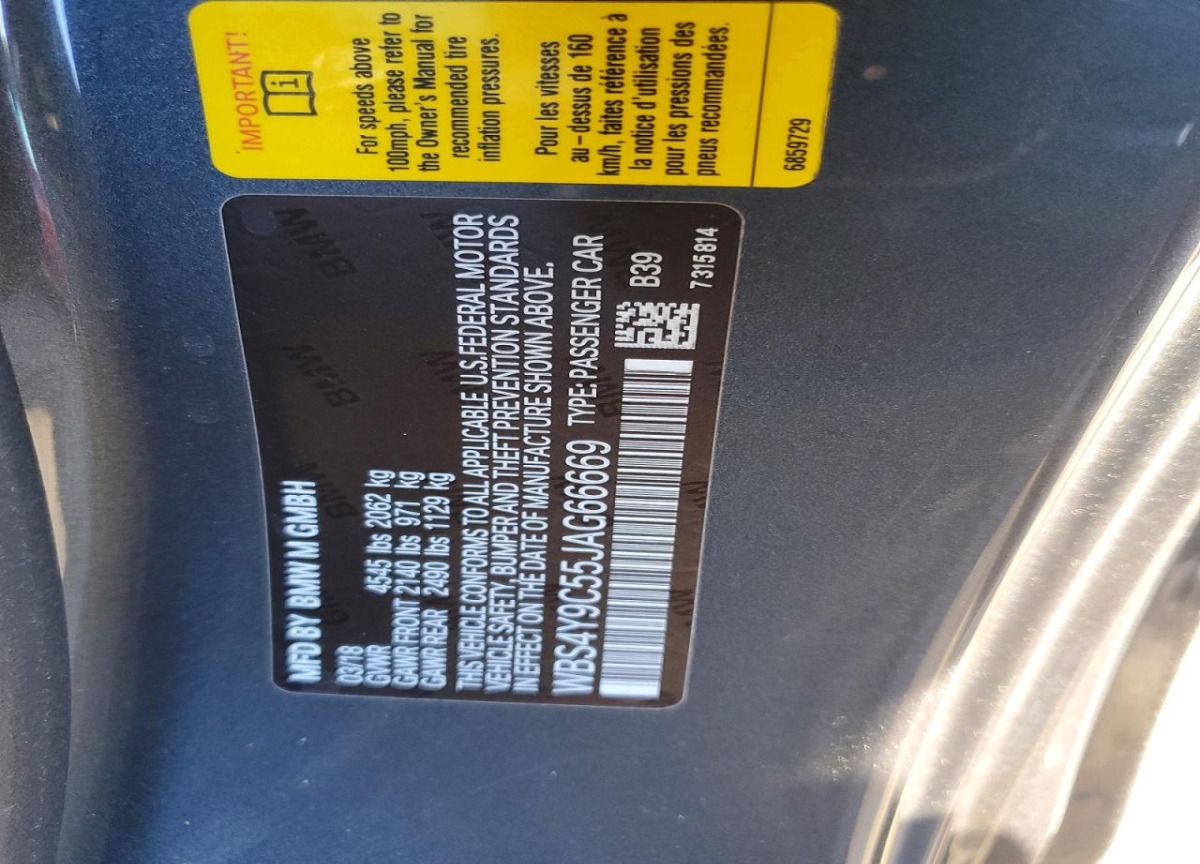 MFD BY BMW M GMBH
03/18
GVWR 4545 lbs 2062 kg
GAWR FRONT 2140 lbs 971 kg
GAWR REAR 2490 lbs 1129 kg
THIS VEHICLE CONFORMS TO ALL APPLICABLE U.S. FEDERAL MOTOR
VEHICLE SAFETY, BUMPER AND THEFT PREVENTION STANDARDS
IN EFFECT ON THE DATE OF MANUFACTURE SHOWN ABOVE.
WBS4Y9C55JAG66669 TYPE: PASSENGER CAR
B39
7315814
IMPORTANT!
For speeds above
100mph, please refer to
the Owner's Manual for
recommended tire
inflation pressures.
Pour les vitesses
au-dessus de 160
km/h, faites référence à
la notice d'utilisation
pour les pressions des
pneus recommandées.
6859729